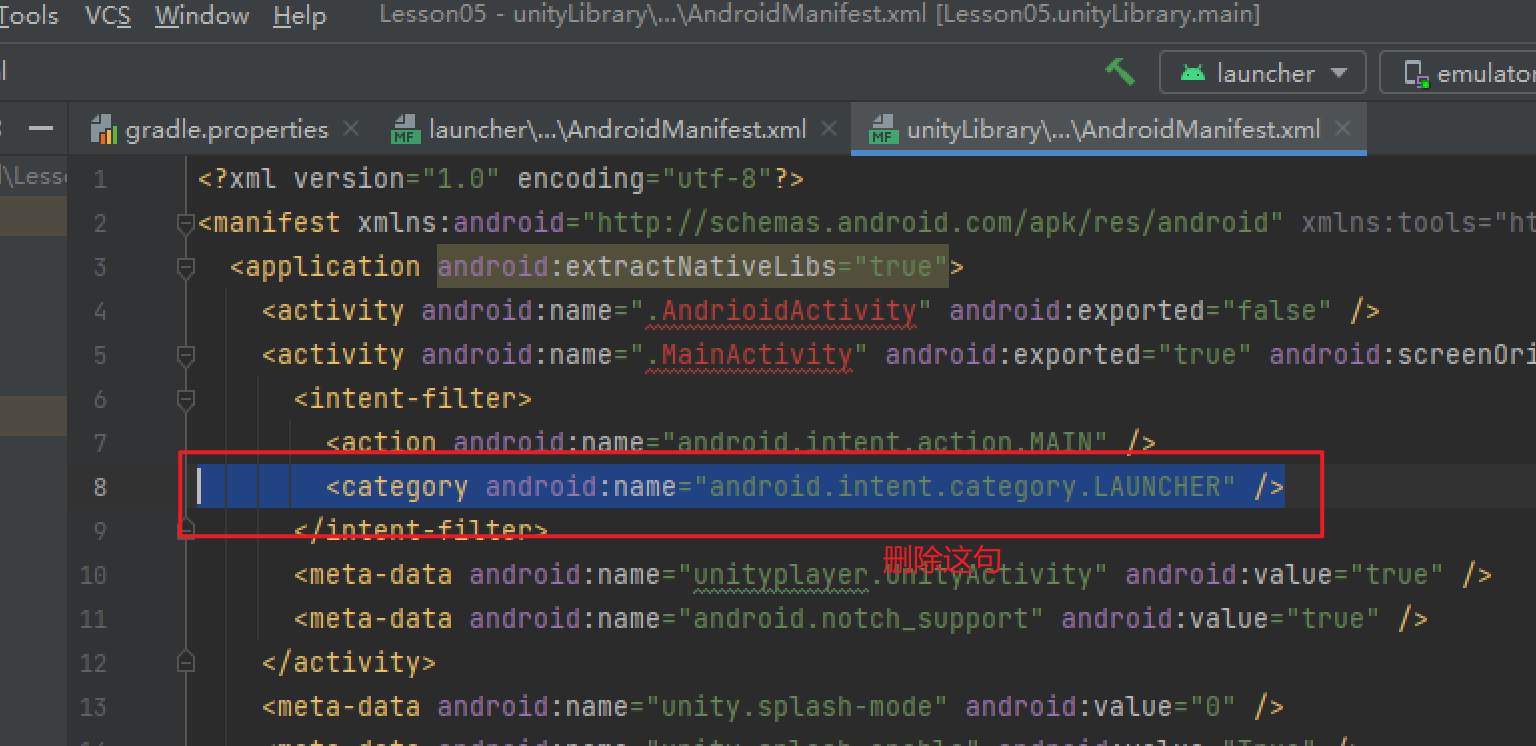 Tools VCS Window Help Lesson05 - unityLibrary\...\AndroidManifest.xml [Lesson05.unityLibrary.main]
launcher
gradle.properties launcher\...\AndroidManifest.xml unityLibrary\...\AndroidManifest.xml
1 <?xml version="1.0" encoding="utf-8"?>
2 <manifest xmlns:android="http://schemas.android.com/apk/res/android" xmlns:tools="ht
3 <application android:extractNativeLibs="true">
4 <activity android:name=".AndrioidActivity" android:exported="false" />
5 <activity android:name=".MainActivity" android:exported="true" android:screenOri
6 <intent-filter>
7 <action android:name="android.intent.action.MAIN" />
8 <category android:name="android.intent.category.LAUNCHER" />
9 </intent-filter>
删除这句
10 <meta-data android:name="unityplayer.UnityActivity" android:value="true" />
11 <meta-data android:name="android.notch_support" android:value="true" />
12 </activity>
13 <meta-data android:name="unity.splash-mode" android:value="0" />